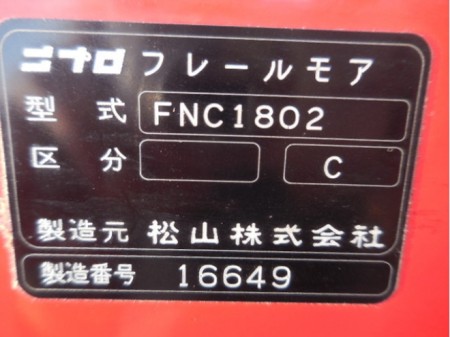 ニプロ フレールモア
型式 FNC1802
区分 C
製造元 松山株式会社
製造番号 16649